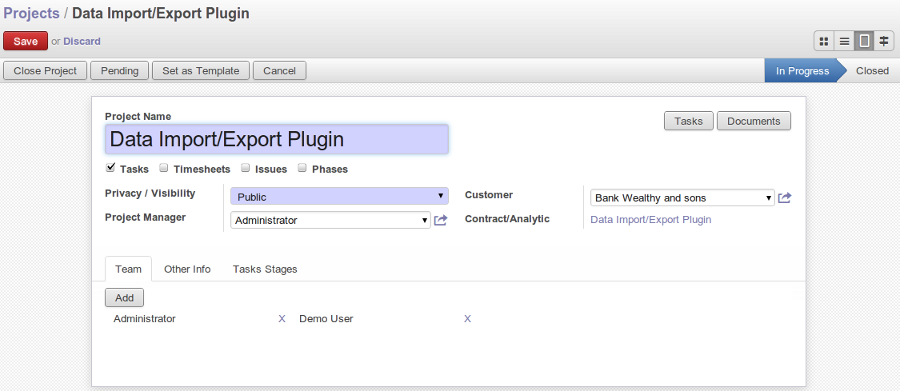 Projects / Data Import/Export Plugin
Save or Discard
Close Project Pending Set as Template Cancel In Progress Closed
Project Name
Tasks Documents
Data Import/Export Plugin
Tasks Timesheets Issues Phases
Privacy / Visibility Public Customer Bank Wealthy and sons
Project Manager Administrator Contract/Analytic Data Import/Export Plugin
Team Other Info Tasks Stages
Add
Administrator X Demo User X